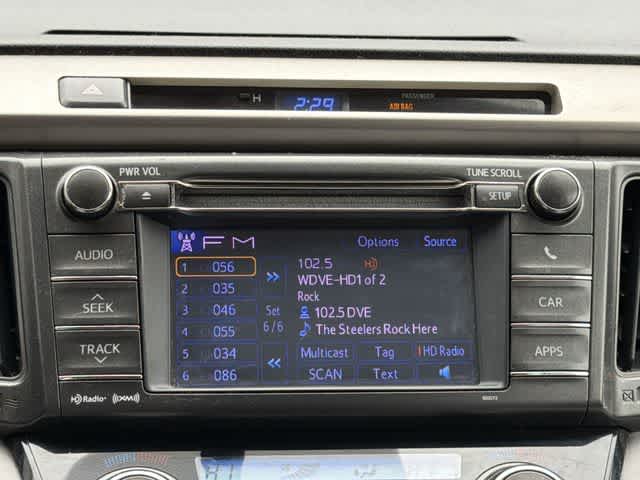 H 2:29 PASSENGER
AIR BAG
PWR VOL TUNE SCROLL
SETUP
FM Options Source
AUDIO
SEEK
TRACK
1 056
2 035
3 046
4 055
5 034
6 086
Set
6/6
102.5 HD
WDVE-HD1 of 2
Rock
102.5 DVE
The Steelers Rock Here
Multicast Tag HD Radio
SCAN Text
CAR
APPS
HD Radio XM